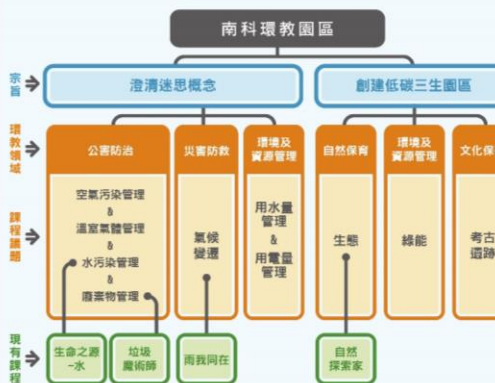 南科環教園區
宗旨
澄清迷思概念
創建低碳三生園區
環教領域
公害防治
災害防救
環境及
資源管理
自然保育
環境及
資源管理
文化保
課程議題
空氣污染管理
&
溫室氣體管理
&
水污染管理
&
廢棄物管理
氣候
變遷
用水量
管理
&
用電量
管理
生態
綠能
考古
遺跡
現有課程
生命之源
-水
垃圾
魔術師
雨我同在
自然
探索家